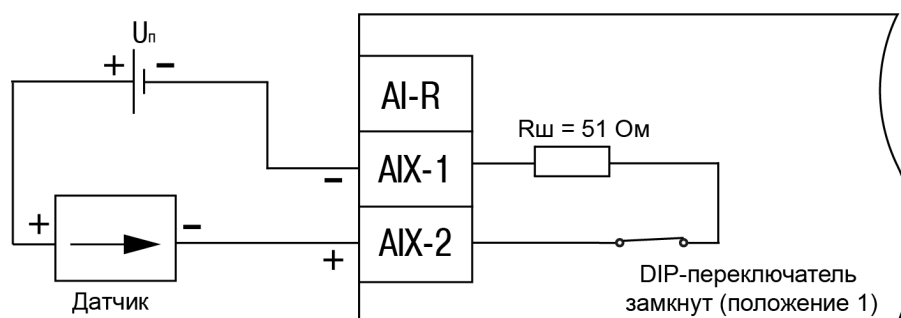 Uп
+ −
AI-R
Rш = 51 Ом
AIX-1
−
+ −
AIX-2
+
Датчик
DIP-переключатель
замкнут (положение 1)